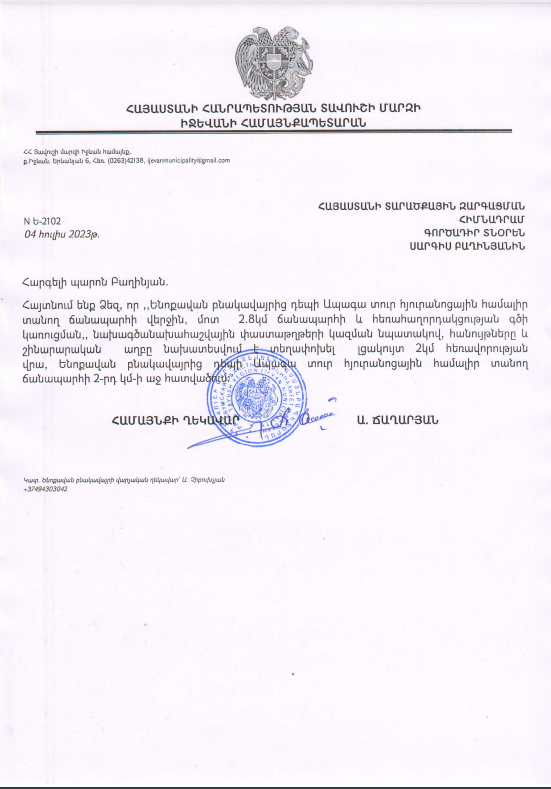 ՀԱՅԱՍՏԱՆԻ ՀԱՆՐԱՊԵՏՈՒԹՅԱՆ ՏԱՎՈՒՇԻ ՄԱՐԶԻ
ԻՋԵՎԱՆԻ ՀԱՄԱՅՆՔԱՊԵՏԱՐԱՆ
ՀՀ Տավուշի մարզի Իջևան համայնք,
ք.Իջևան, Երևանյան 6, Հեռ. (0263)42138, ijevanmunicipality@gmail.com
ՀԱՅԱՍՏԱՆԻ ՏԱՐԱԾՔԱՅԻՆ ԶԱՐԳԱՑՄԱՆ
ՀԻՄՆԱԴՐԱՄ
ԳՈՐԾԱԴԻՐ ՏՆՕՐԵՆ
ՍԱՐԳԻՍ ԲԱՂԻՆՅԱՆԻՆ
N Ե-2102
04 հուլիս 2023թ.
Հարգելի պարոն Բաղինյան.
Հայտնում ենք Ձեզ, որ ,,Ենոքավան բնակավայրից դեպի Ապագա տուր հյուրանոցային համալիր
տանող ճանապարհի վերջին, մոտ 2.8կմ ճանապարհի և հեռահաղորդակցության գծի
կառուցման,, նախագծանախահաշվային փաստաթղթերի կազման նպատակով, հանույթները և
շինարարական աղբը նախատեսվում է տեղափոխել լցակույտ 2կմ հեռավորության
վրա, Ենոքավան բնակավայրից դեպի Ապագա տուր հյուրանոցային համալիր տանող
ճանապարհի 2-րդ կմ-ի աջ հատվածում:
ՀԱՄԱՅՆՔԻ ՂԵԿԱՎԱՐ Ա. ՃԱՂԱՐՅԱՆ
Կատ. Ենոքավան բնակավայրի վարչական ղեկավար՝ Ա. Չիբուխչյան
+37494303042